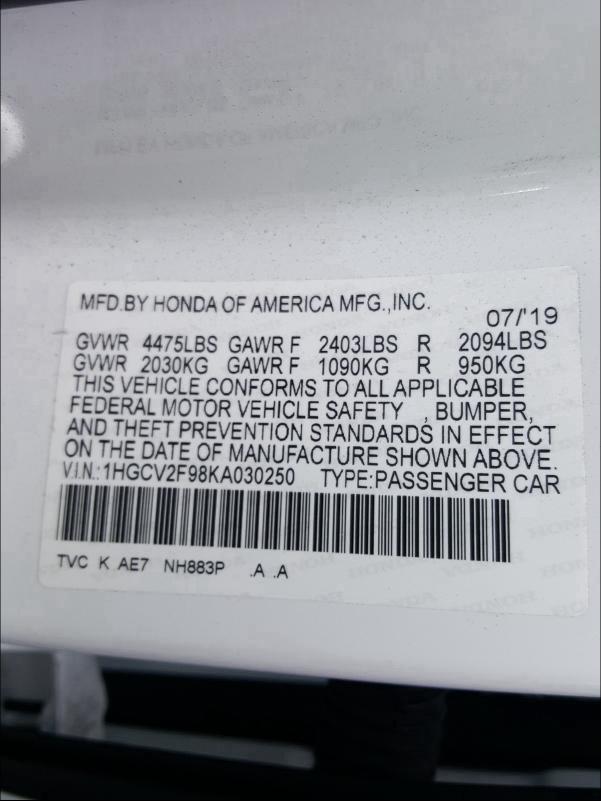 MFD.BY HONDA OF AMERICA MFG.,INC.
07/'19
GVWR 4475LBS GAWR F 2403LBS R 2094LBS
GVWR 2030KG GAWR F 1090KG R 950KG
THIS VEHICLE CONFORMS TO ALL APPLICABLE
FEDERAL MOTOR VEHICLE SAFETY , BUMPER,
AND THEFT PREVENTION STANDARDS IN EFFECT
ON THE DATE OF MANUFACTURE SHOWN ABOVE.
V.I.N.:1HGCV2F98KA030250 TYPE:PASSENGER CAR
TVC K AE7 NH883P .A .A